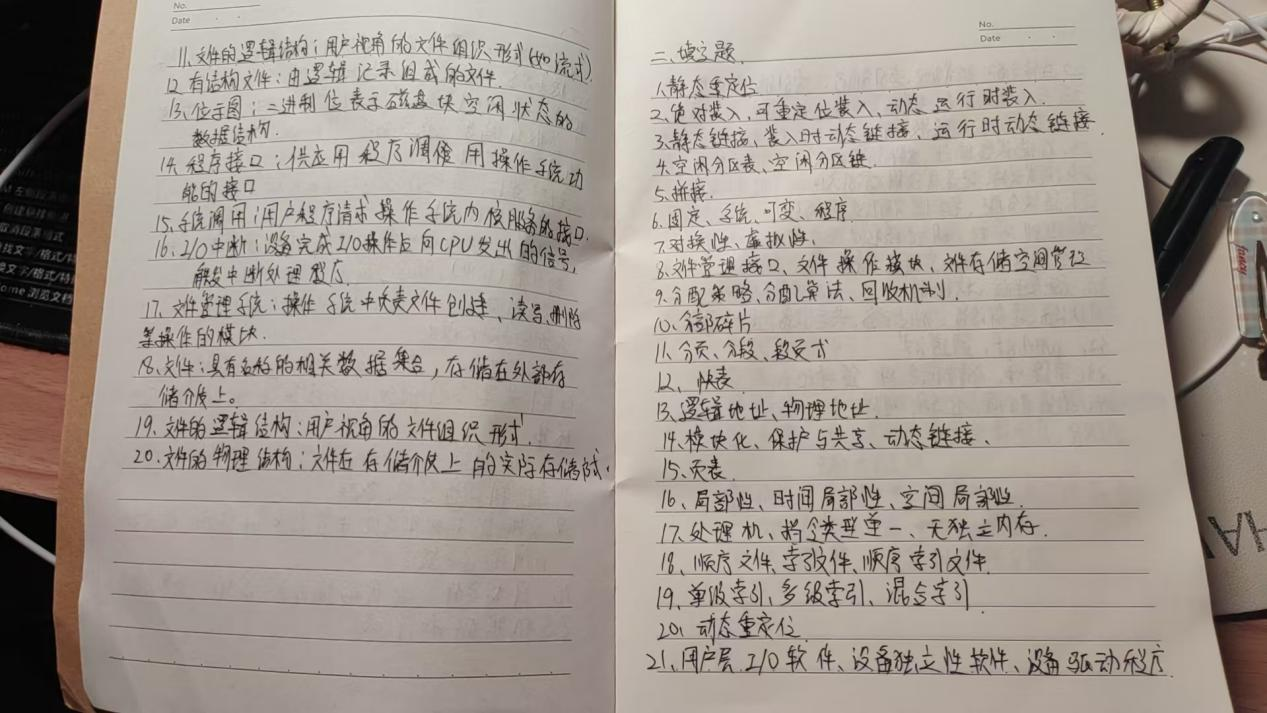 No.
Date
11、文件的逻辑结构:用户视角的文件组织形式(如流式).
12、有结构文件:由逻辑记录组成的文件.
13、位示图:二进制位表示磁盘块空闲状态的
数据结构.
14、程序接口:供应用程序调使用操作系统功
能的接口
15、系统调用:用户程序请求操作系统内核服务的接口.
16、I/O中断:设备完成I/O操作后向CPU发出的信号,
触发中断处理程序.
17、文件管理系统:操作系统中负责文件创建、读写、删除
等操作的模块.
18、文件:具有名称的相关数据集合,存储在外部存
储介质上。
19、文件的逻辑结构:用户视角的文件组织形式.
20、文件的物理结构:文件在存储介质上的实际存储方式.
No.
Date
二、填空题.
1、静态重定位
2、绝对装入、可重定位装入、动态运行时装入.
3、静态链接、装入时动态链接、运行时动态链接.
4、空闲分区表、空闲分区链.
5、拼接.
6、固定、系统、可变、程序.
7、对换性、虚拟性.
8、文件管理接口、文件操作模块、文件存储空间管理
9、分配策略、分配算法、回收机制.
10、碎片
11、分页、分段、段页式
12、快表
13、逻辑地址、物理地址.
14、模块化、保护与共享、动态链接.
15、页表.
16、局部性、时间局部性、空间局部性.
17、处理机、指令类型单一、无独立内存.
18、顺序文件、索引文件、顺序索引文件.
19、单级索引、多级索引、混合索引.
20、动态重定位.
21、用户层I/O软件、设备独立性软件、设备驱动程序.